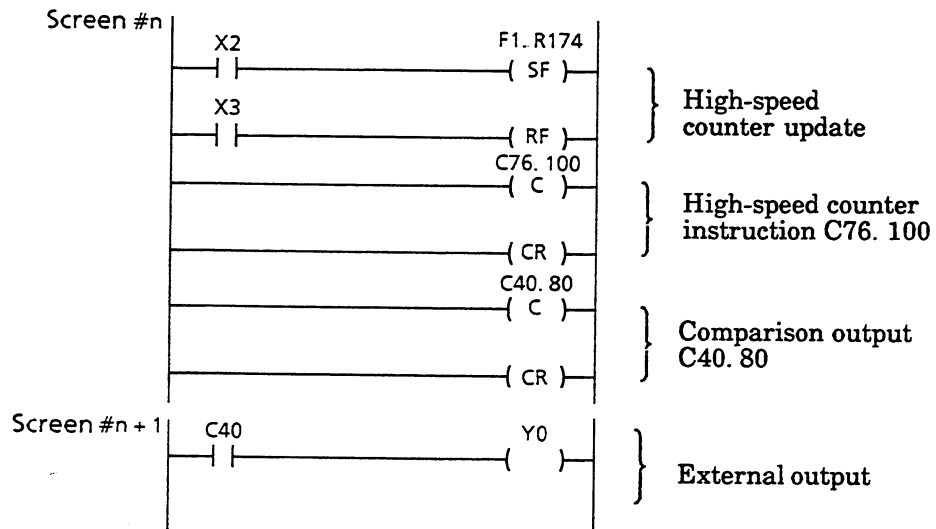 Screen #n
X2
F1. R174
( SF )
High-speed
counter update
X3
( RF )
C76. 100
( C )
High-speed counter
instruction C76. 100
( CR )
C40. 80
( C )
Comparison output
C40. 80
( CR )
Screen #n + 1
C40
Y0
( )
External output